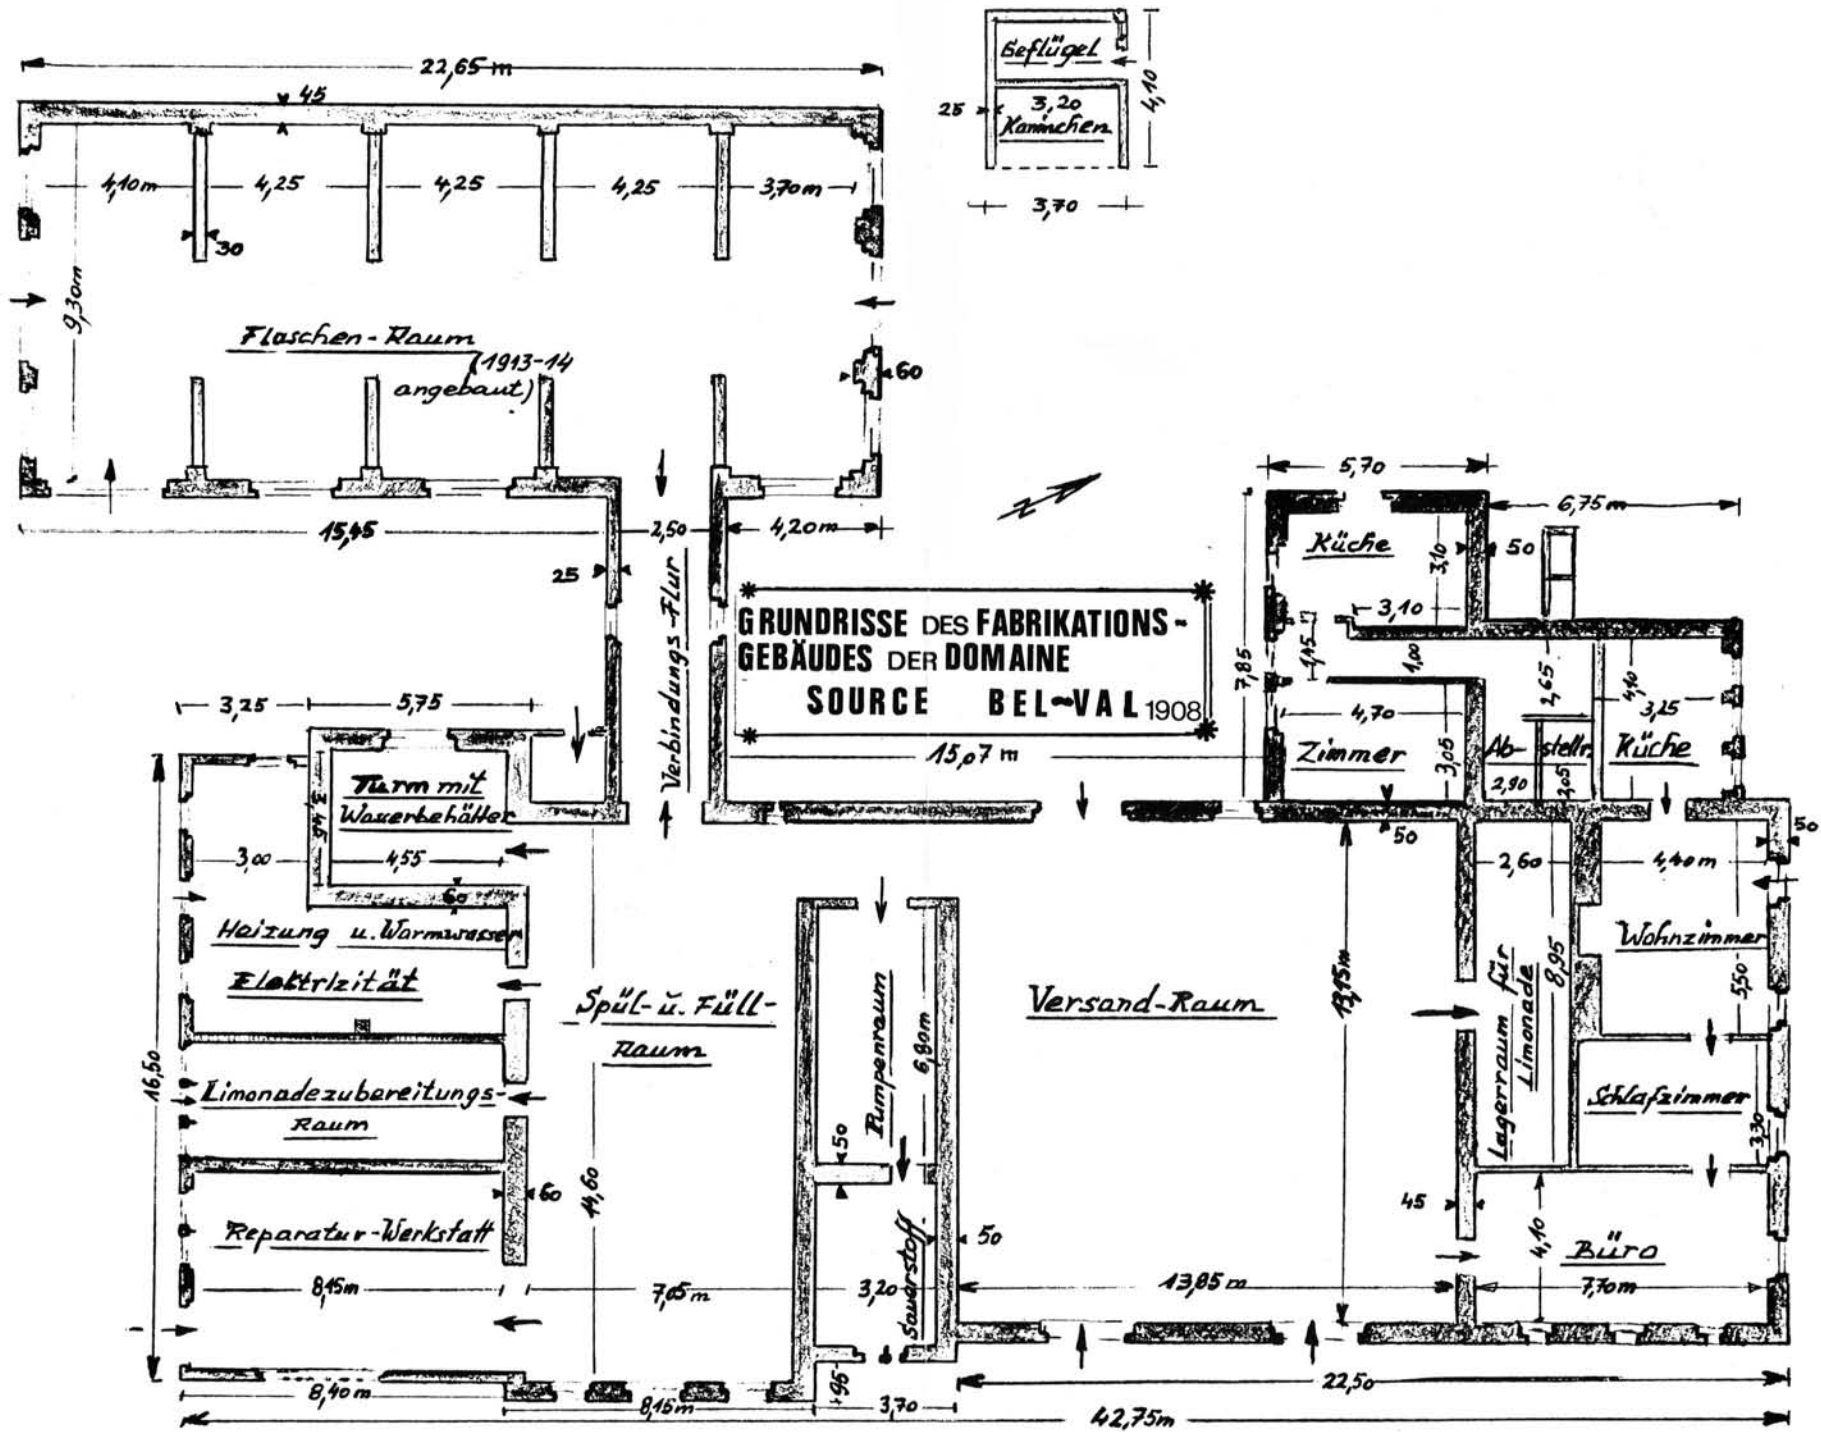 22,65 m
45
4,10m
4,25
4,25
4,25
3,70m
30
9,30m
Flaschen-Raum
(1913-14
angebaut)
60
15,45
2,50
4,20m
25
Verbindungs-Flur
Geflügel
25
3,20
Kaninchen
4,10
3,70
GRUNDRISSE DES FABRIKATIONS-
GEBÄUDES DER DOMAINE
SOURCE BEL-VAL 1908
15,07 m
5,70
6,75m
Küche
3,10
50
3,10
7,85
1,45
1,00
2,65
4,10
3,25
4,70
Zimmer
3,05
Ab-stellr.
Küche
2,90
2,05
50
50
3,25
5,75
Turm mit
Wasserbehälter
3,46
3,00
4,55
60
Heizung u. Warmwasser
Elektrizität
Limonadezubereitungs-
Raum
16,50
60
Reparatur-Werkstatt
8,15m
8,40m
Spül- u. Füll-
Raum
14,60
7,65m
8,16m
Pumpenraum
6,80m
50
Sauerstoff
3,20
50
95
3,70
Versand-Raum
13,15m
13,85m
45
2,60
4,40m
Lagerraum für
Limonade
8,95
Wohnzimmer
5,50
Schlafzimmer
3,30
4,10
Büro
7,70m
22,50
42,75m